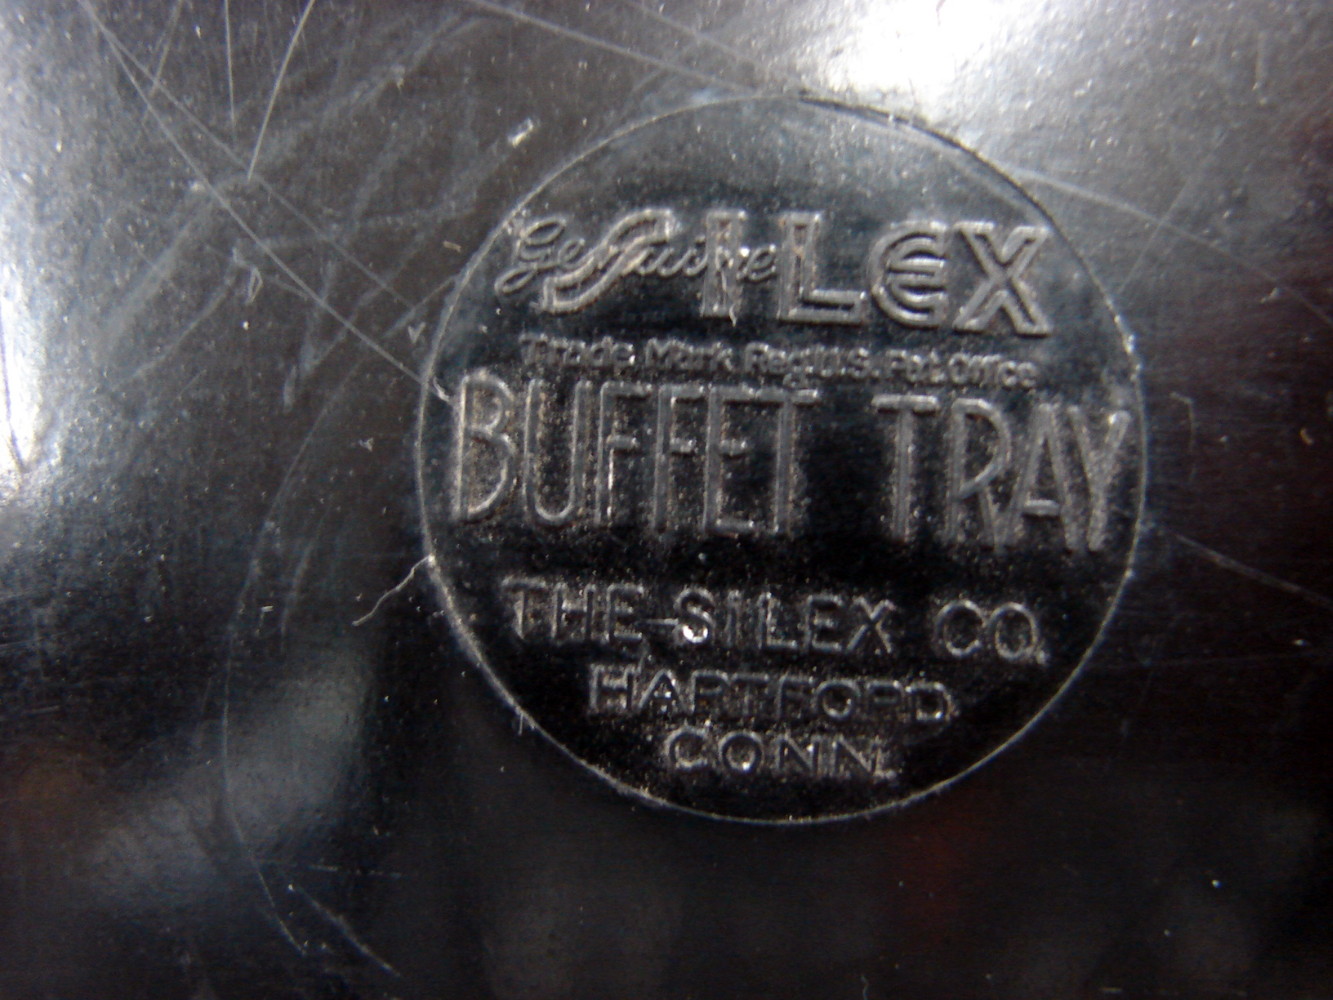 Genuine SILEX
Trade Mark Reg. U.S. Pat. Office
BUFFET TRAY
THE SILEX CO.
HARTFORD
CONN.